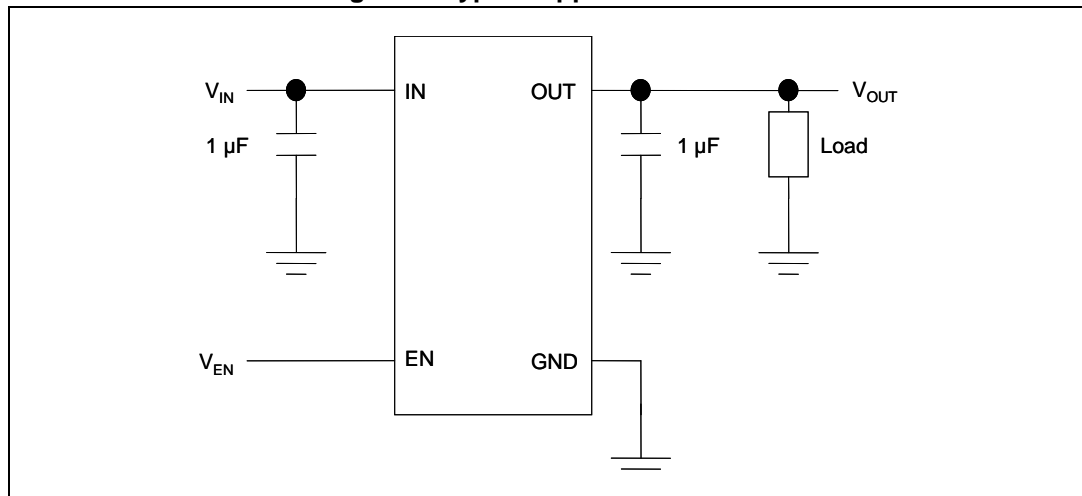 V_IN
IN
OUT
V_OUT
1 µF
1 µF
Load
V_EN
EN
GND